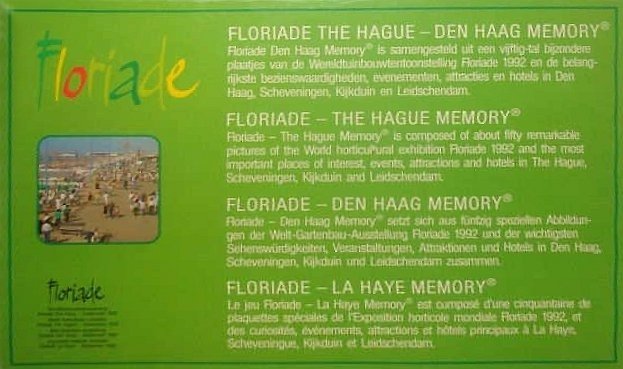 Floriade
FLORIADE THE HAGUE – DEN HAAG MEMORY®
Floriade Den Haag Memory® is samengesteld uit een vijftig-tal bijzondere
plaatjes van de Wereldtuinbouwtentoonstelling Floriade 1992 en de belang-
rijkste bezienswaardigheden, evenementen, attracties en hotels in Den
Haag, Scheveningen, Kijkduin en Leidschendam.
FLORIADE – THE HAGUE MEMORY®
Floriade – The Hague Memory® is composed of about fifty remarkable
pictures of the World horticultural exhibition Floriade 1992 and the most
important places of interest, events, attractions and hotels in The Hague,
Scheveningen, Kijkduin and Leidschendam.
FLORIADE – DEN HAAG MEMORY®
Floriade – Den Haag Memory® setzt sich aus fünfzig speziellen Abbildun-
gen der Welt-Gartenbau-Ausstellung Floriade 1992 und der wichtigsten
Sehenswürdigkeiten, Veranstaltungen, Attraktionen und Hotels in Den Haag,
Scheveningen, Kijkduin und Leidschendam zusammen.
FLORIADE – LA HAYE MEMORY®
Le jeu Floriade – La Haye Memory® est composé d'une cinquantaine de
plaquettes spéciales de l'Exposition horticole mondiale Floriade 1992, et
des curiosités, événements, attractions et hôtels principaux à La Haye,
Scheveningue, Kijkduin et Leidschendam.
Floriade